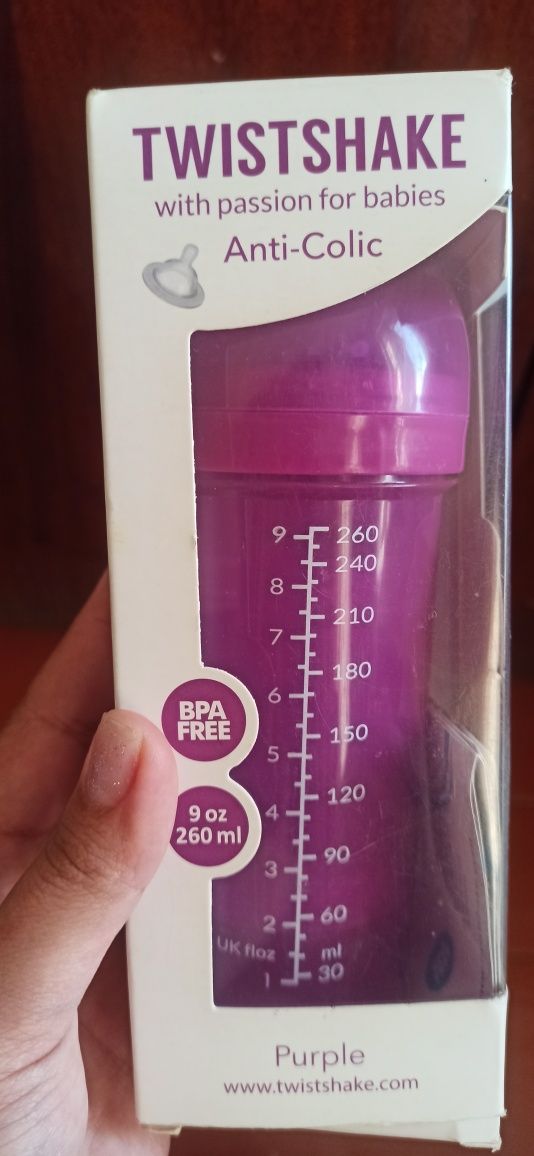 TWISTSHAKE
with passion for babies
Anti-Colic
9 260
240
8
210
7
180
6
BPA
FREE
150
5
9 oz
260 ml
120
4
90
3
60
2
UK floz ml
1 30
Purple
www.twistshake.com